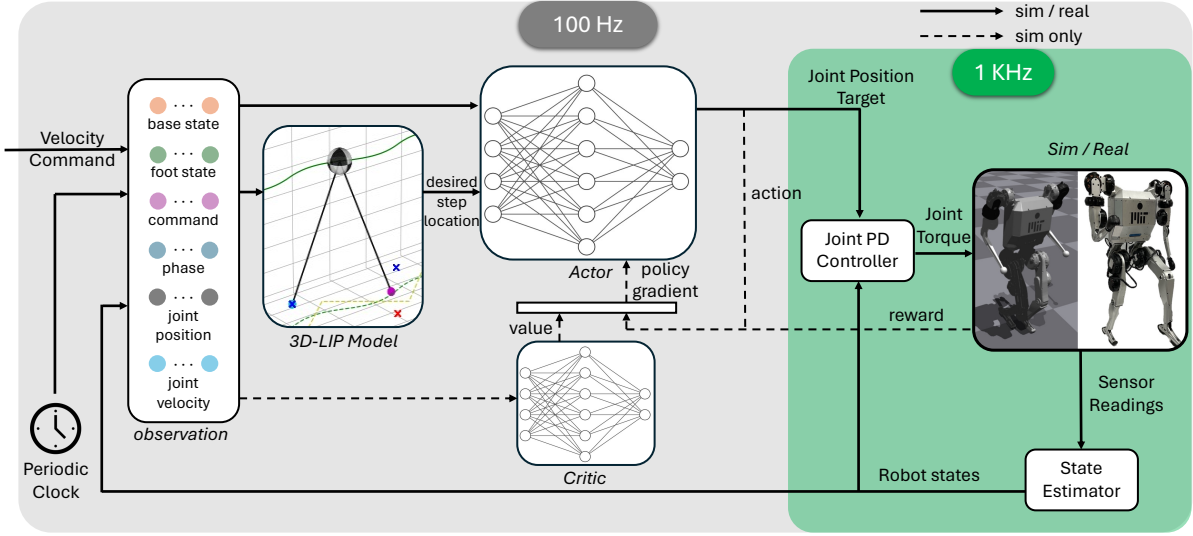 100 Hz
sim / real
sim only
1 KHz
Joint Position
Target
Velocity
Command
base state
foot state
command
phase
joint
position
joint
velocity
observation
desired
step
location
3D-LIP Model
Actor
policy
gradient
value
Critic
action
reward
Joint PD
Controller
Joint
Torque
Sim / Real
MIT
MIT
Sensor
Readings
State
Estimator
Robot states
Periodic
Clock